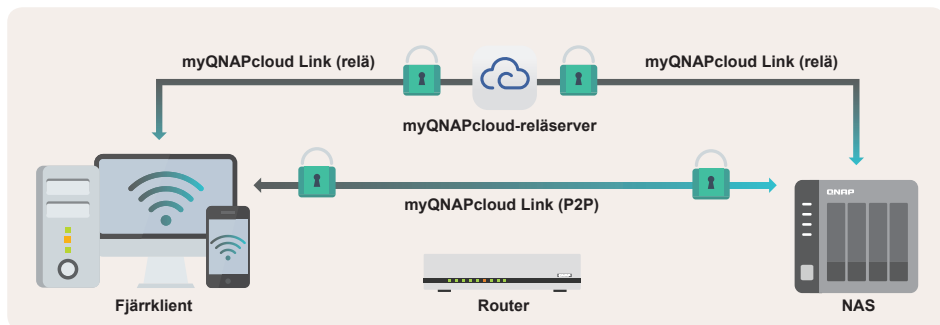 myQNAPcloud Link (relä)
myQNAPcloud Link (relä)
myQNAPcloud-reläserver
myQNAPcloud Link (P2P)
QNAP
Fjärrklient
Router
NAS